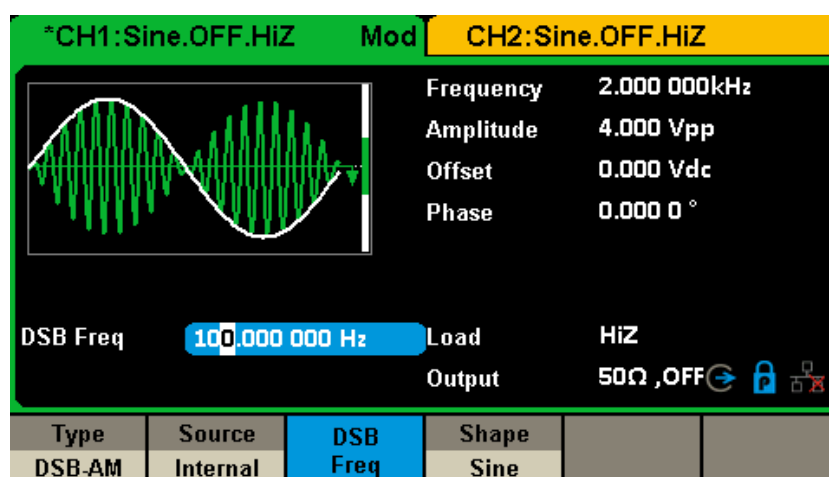 *CH1:Sine.OFF.HiZ Mod CH2:Sine.OFF.HiZ
Frequency 2.000 000kHz
Amplitude 4.000 Vpp
Offset 0.000 Vdc
Phase 0.000 0 °
DSB Freq 100.000 000 Hz Load HiZ
Output 50Ω ,OFF P
Type Source DSB Freq Shape
DSB-AM Internal Sine